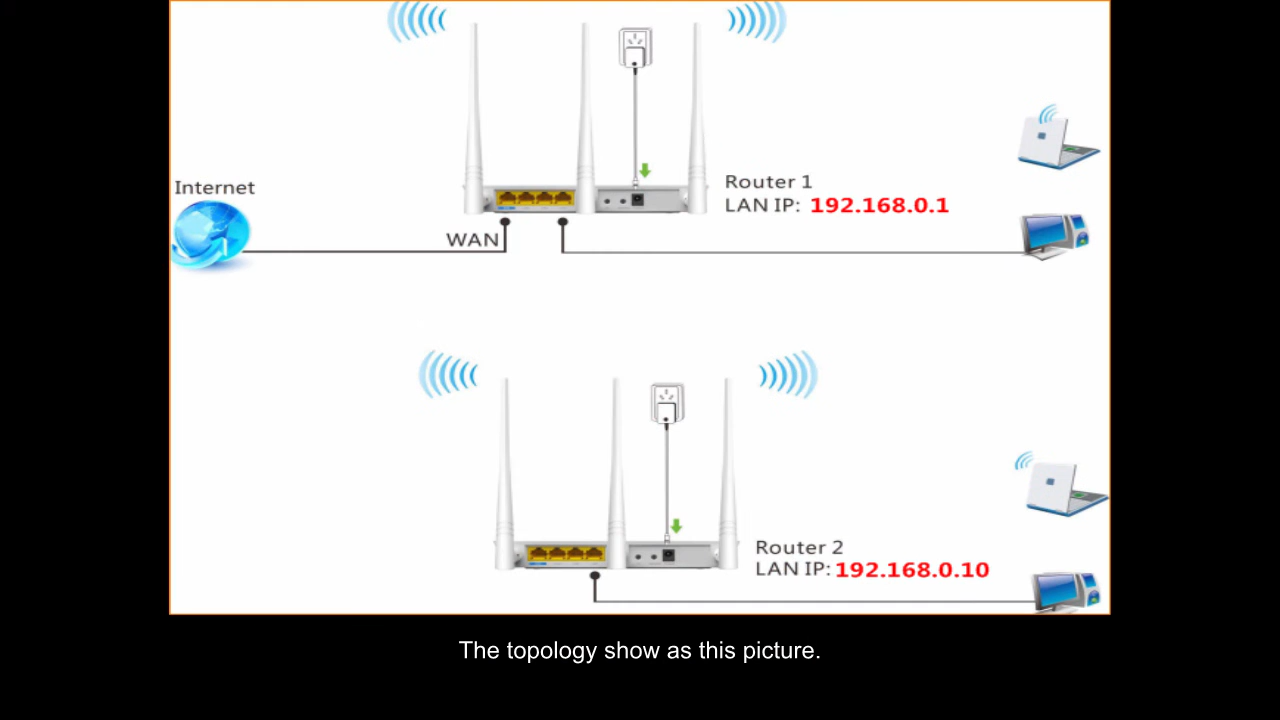 Internet
Router 1
LAN IP: 192.168.0.1
WAN
Router 2
LAN IP: 192.168.0.10
The topology show as this picture.